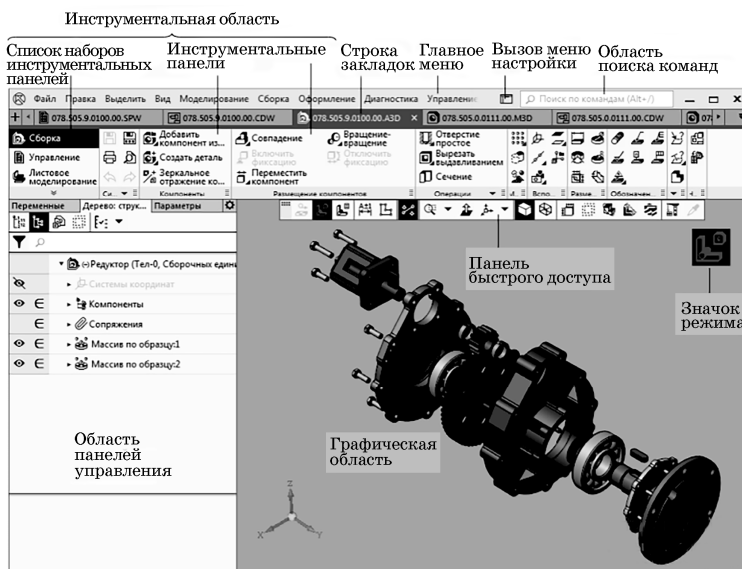 Инструментальная область
Список наборов
инструментальных
панелей
Инструментальные
панели
Строка
закладок
Главное
меню
Вызов меню
настройки
Область
поиска команд
Файл Правка Выделить Вид Моделирование Сборка Оформление Диагностика Управлени
Поиск по командам (Alt+/)
078.505.9.0100.00.SPW
078.505.9.0100.00.CDW
078.505.9.0100.00.A3D
078.505.0.0111.00.M3D
078.505.0.0111.00.CDW
Сборка
Управление
Листовое
моделирование
Си...
Добавить
компонент из...
Создать деталь
Зеркальное
отражение ко...
Компоненты
Совпадение
Включить
фиксацию
Переместить
компонент
Вращение-
вращение
Отключить
фиксацию
Размещение компонентов
Отверстие
простое
Вырезать
выдавливанием
Сечение
Операции
И...
Вспо...
Разме...
Обозначен...
Переменные
Дерево: струк...
Параметры
(-)Редуктор (Тел-0, Сборочных един
Системы координат
Компоненты
Сопряжения
Массив по образцу:1
Массив по образцу:2
Область
панелей
управления
Панель
быстрого доступа
Значок
режима
Графическая
область
Z
X
Y